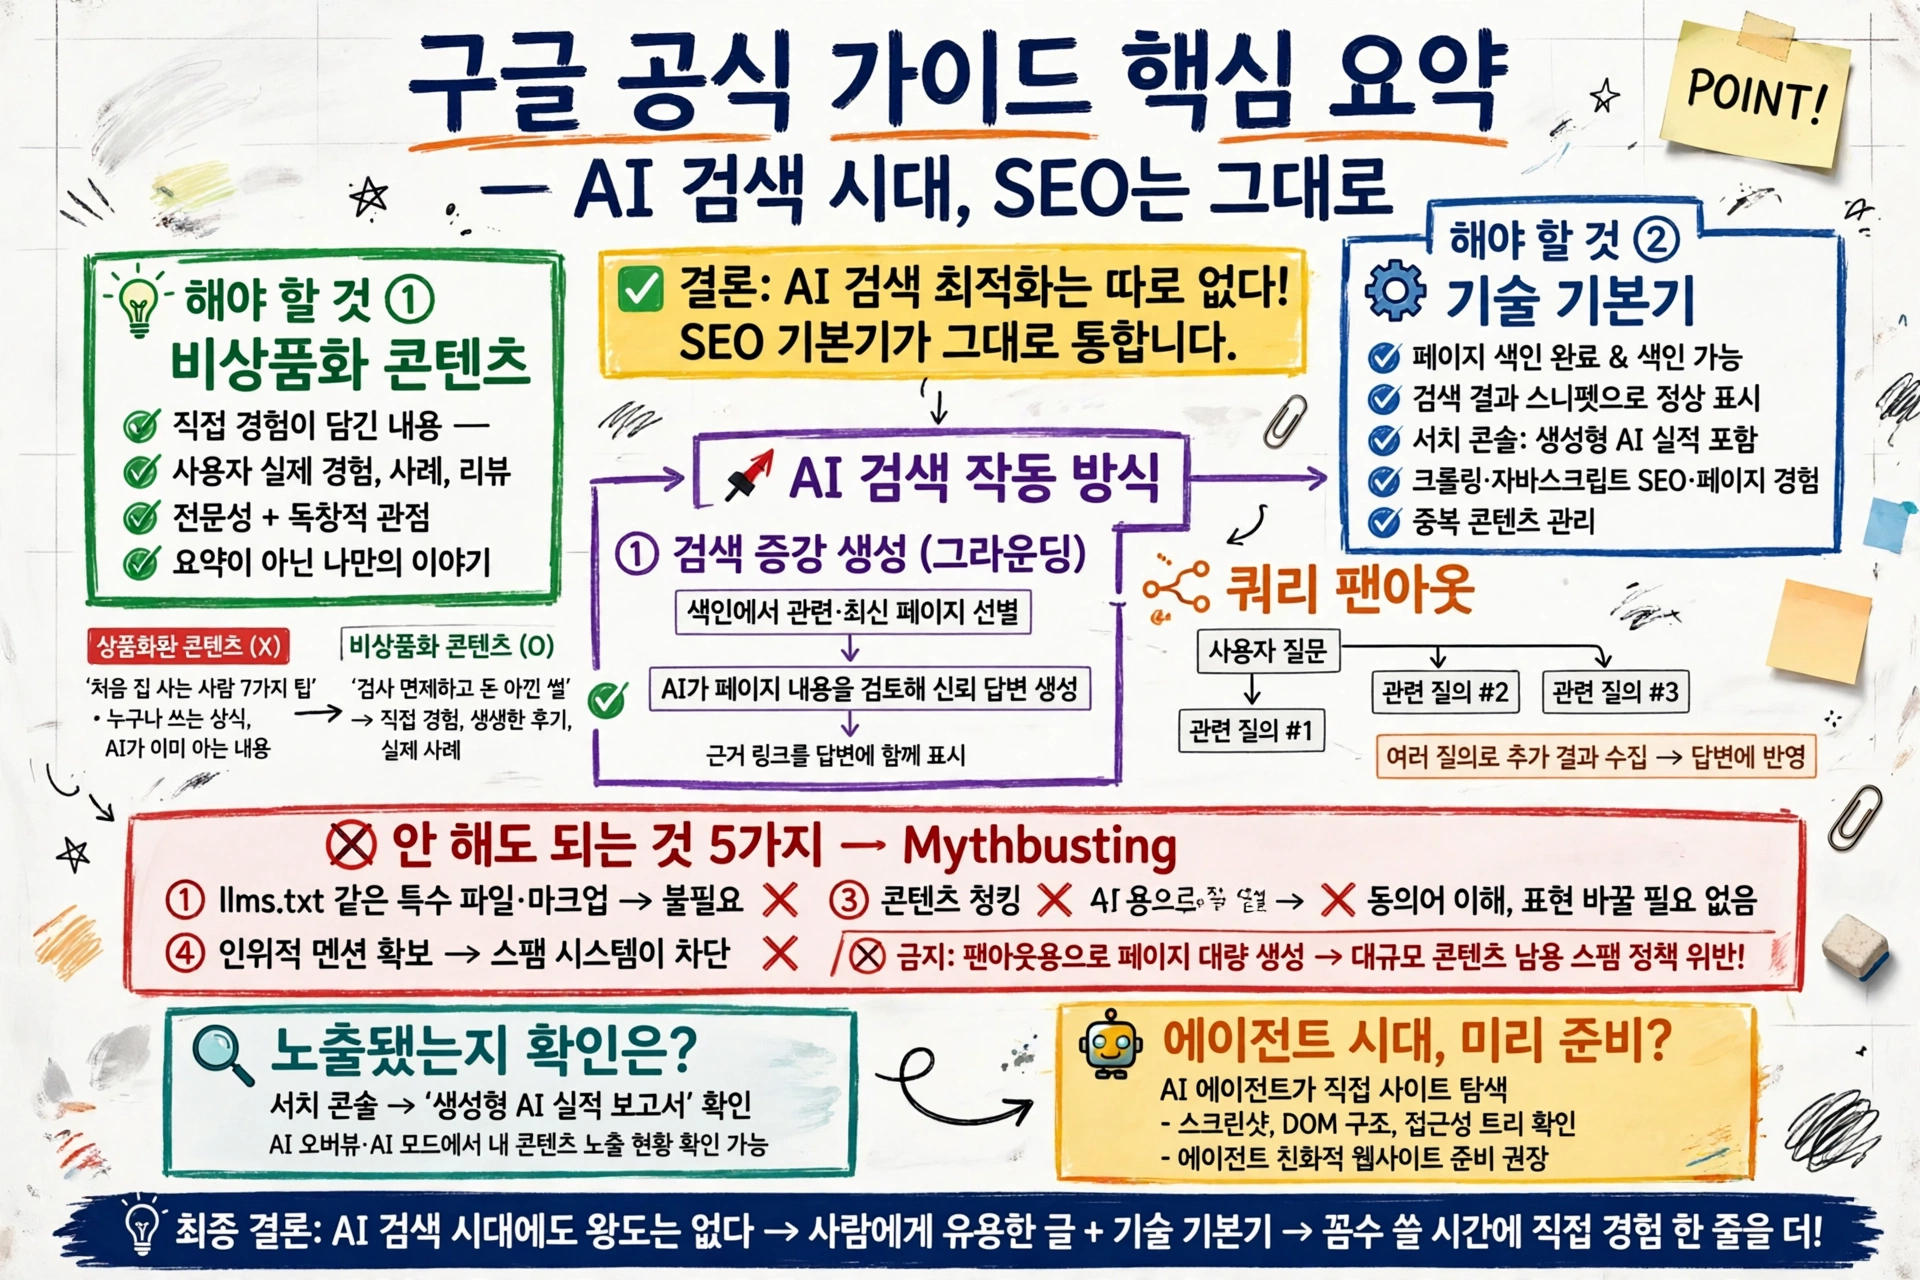 구글 공식 가이드 핵심 요약
— AI 검색 시대, SEO는 그대로
POINT!
해야 할 것 ①
비상품화 콘텐츠
직접 경험이 담긴 내용 —
사용자 실제 경험, 사례, 리뷰
전문성 + 독창적 관점
요약이 아닌 나만의 이야기
상품화환 콘텐츠 (X)
'처음 집 사는 사람 7가지 팁'
• 누구나 쓰는 상식,
AI가 이미 아는 내용
비상품화 콘텐츠 (O)
'검사 면제하고 돈 아낀 썰'
→ 직접 경험, 생생한 후기,
실제 사례
결론: AI 검색 최적화는 따로 없다!
SEO 기본기가 그대로 통합니다.
AI 검색 작동 방식
① 검색 증강 생성 (그라운딩)
색인에서 관련·최신 페이지 선별
AI가 페이지 내용을 검토해 신뢰 답변 생성
근거 링크를 답변에 함께 표시
해야 할 것 ②
기술 기본기
페이지 색인 완료 & 색인 가능
검색 결과 스니펫으로 정상 표시
서치 콘솔: 생성형 AI 실적 포함
크롤링·자바스크립트 SEO·페이지 경험
중복 콘텐츠 관리
쿼리 팬아웃
사용자 질문
관련 질의 #1
관련 질의 #2
관련 질의 #3
여러 질의로 추가 결과 수집 → 답변에 반영
안 해도 되는 것 5가지 — Mythbusting
① llms.txt 같은 특수 파일·마크업 → 불필요
③ 콘텐츠 청킹 AI 용으로 → 동의어 이해, 표현 바꿀 필요 없음
④ 인위적 멘션 확보 → 스팸 시스템이 차단
금지: 팬아웃용으로 페이지 대량 생성 → 대규모 콘텐츠 남용 스팸 정책 위반!
노출됐는지 확인은?
서치 콘술 → '생성형 AI 실적 보고서' 확인
AI 오버뷰·AI 모드에서 내 콘텐츠 노출 현황 확인 가능
에이전트 시대, 미리 준비?
AI 에이전트가 직접 사이트 탐색
- 스크린샷, DOM 구조, 접근성 트리 확인
- 에이전트 친화적 웹사이트 준비 권장
최종 결론: AI 검색 시대에도 왕도는 없다 → 사람에게 유용한 글 + 기술 기본기 → 꼼수 쓸 시간에 직접 경험 한 줄을 더!